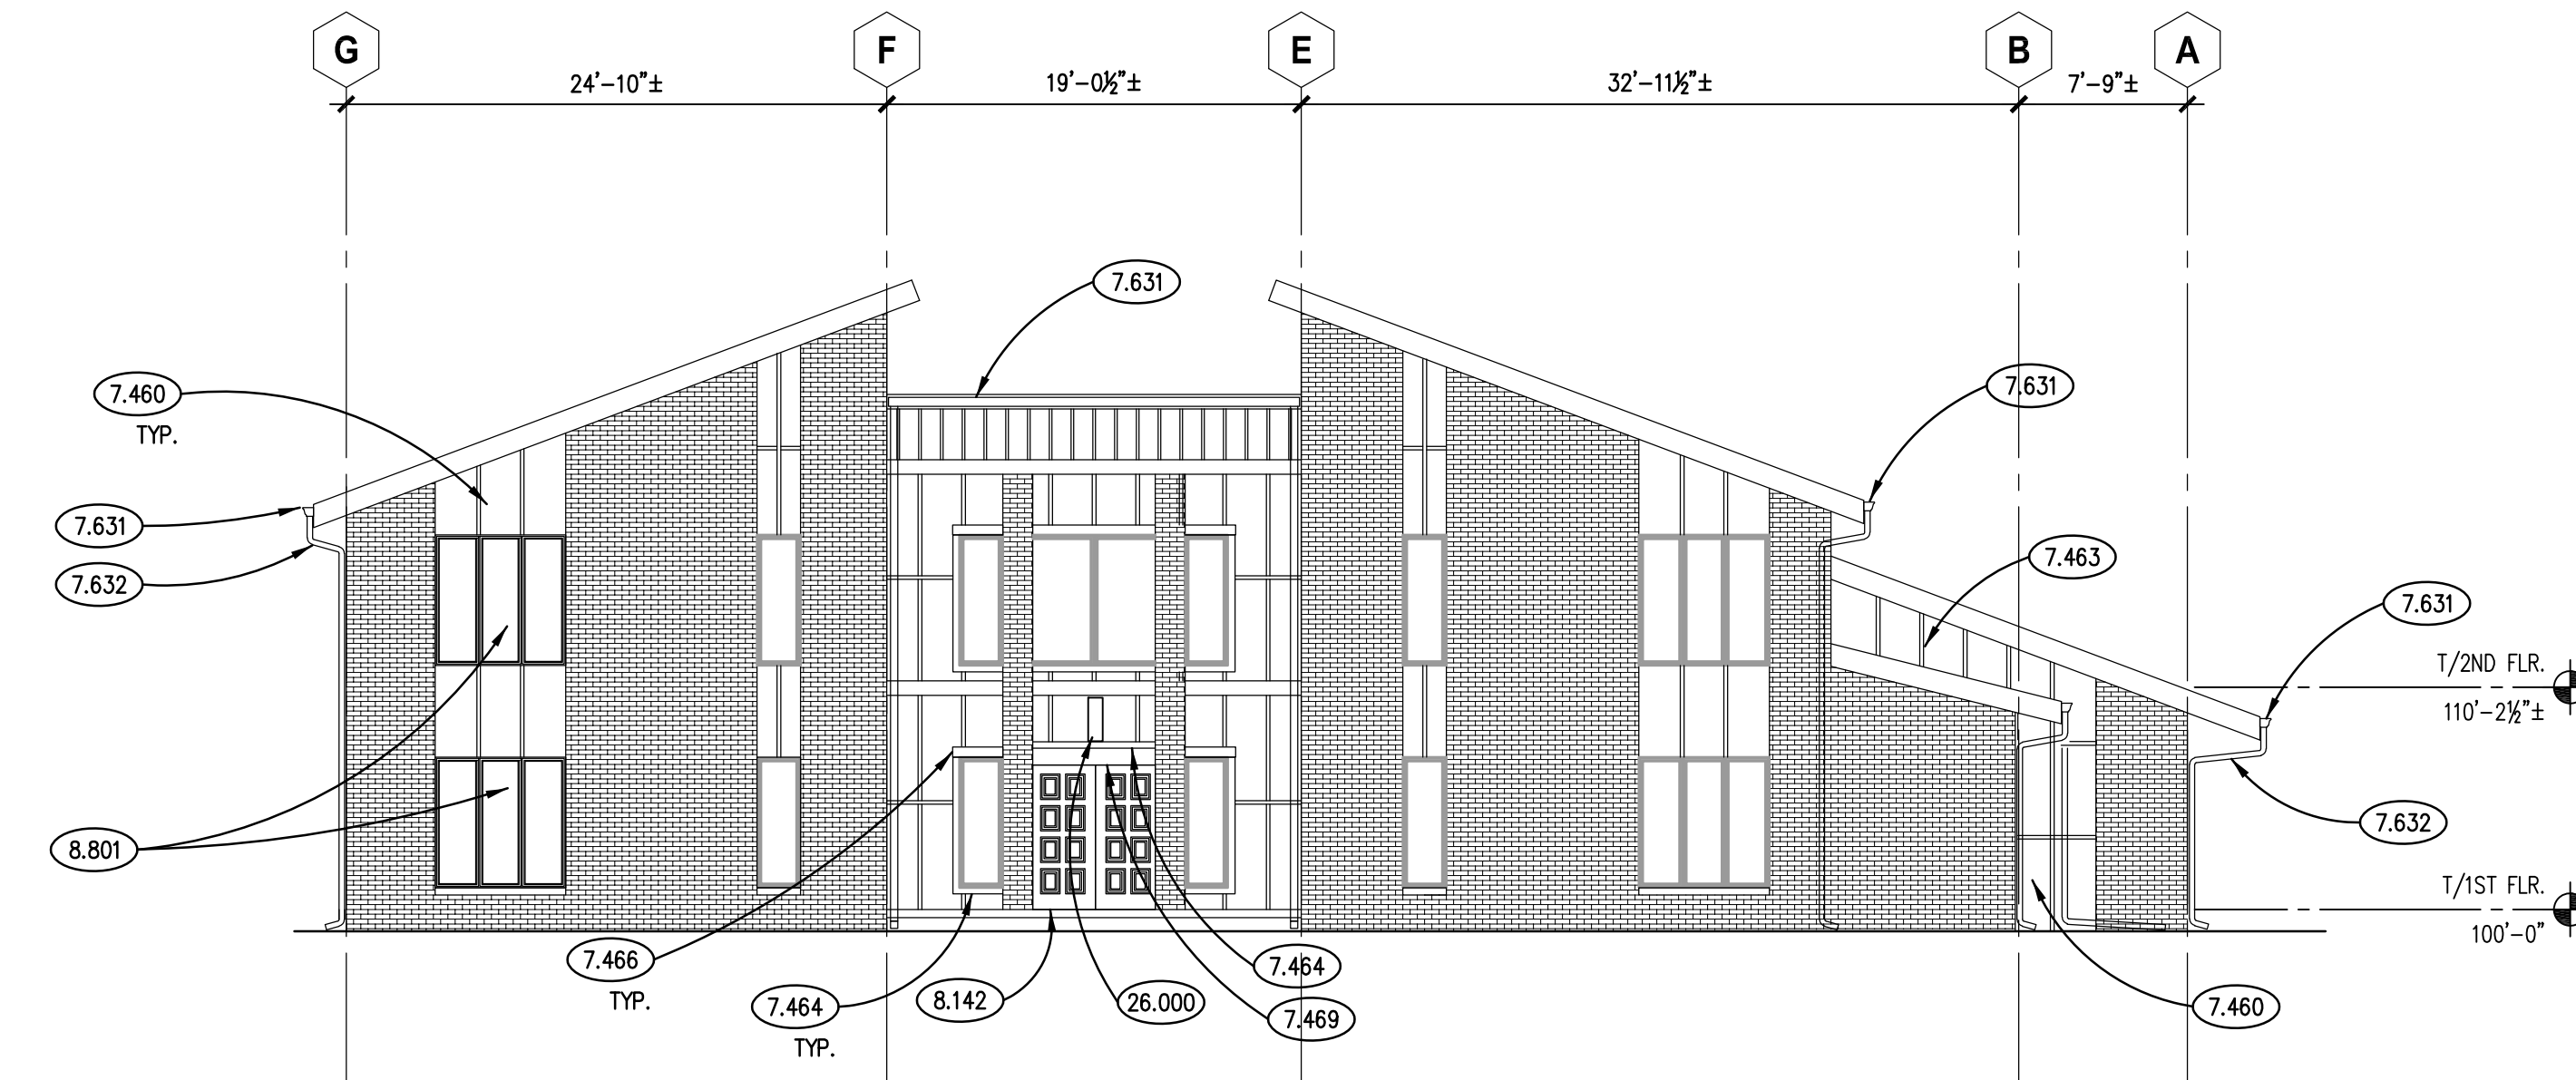 G
F
E
B
A
24'-10"±
19'-0½"±
32'-11½"±
7'-9"±
7.631
7.460
TYP.
7.631
7.631
7.632
7.463
7.631
T/2ND FLR.
110'-2½"±
8.801
7.632
T/1ST FLR.
100'-0"
7.466
TYP.
7.464
TYP.
8.142
26.000
7.464
7.469
7.460